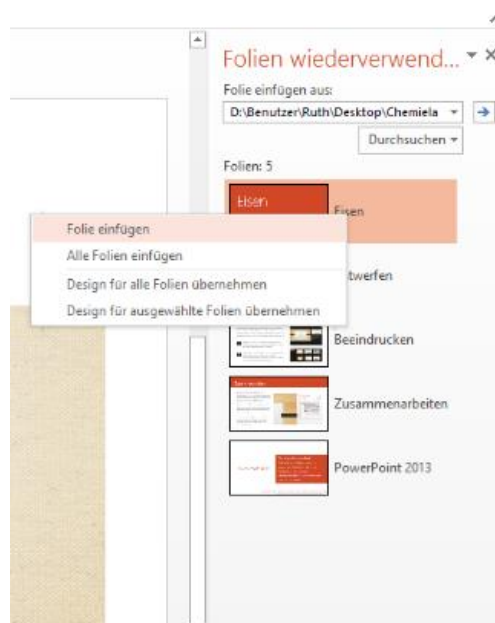 Folien wiederverwend...
Folie einfügen aus:
D:\Benutzer\Ruth\Desktop\Chemiela
Durchsuchen
Folien: 5
Eisen
Eisen
Folie einfügen
Alle Folien einfügen
twerfen
Design für alle Folien übernehmen
Design für ausgewählte Folien übernehmen
Beeindrucken
Zusammenarbeiten
PowerPoint 2013